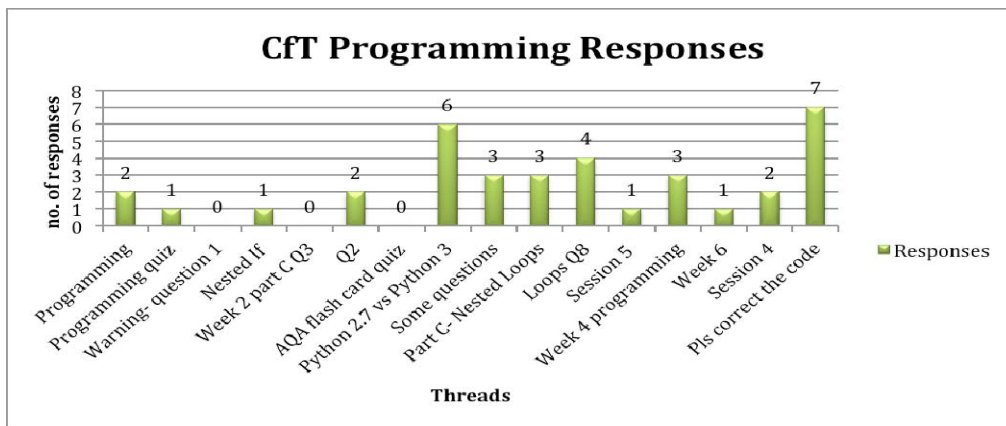 CfT Programming Responses
no. of responses
8
7
6
5
4
3
2
1
0
2
1
0
1
0
2
0
6
3
3
4
1
3
1
2
7
Programming
Programming quiz
Warning- question 1
Nested If
Week 2 part C Q3
Q2
AQA flash card quiz
Python 2.7 vs Python 3
Some questions
Part C- Nested Loops
Loops Q8
Session 5
Week 4 programming
Week 6
Session 4
Pls correct the code
Threads
Responses